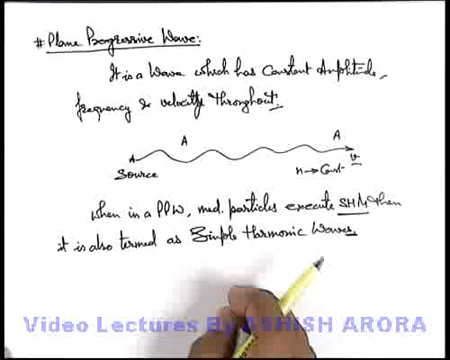 # Plane Progressive Wave:
It is a Wave which has Constant Amplitude,
frequency & velocity throughout.
A A
Source n→Const v
when in a PPW, med. particles execute SHM then
it is also termed as Simple Harmonic Waves.
Video Lectures By ASHISH ARORA